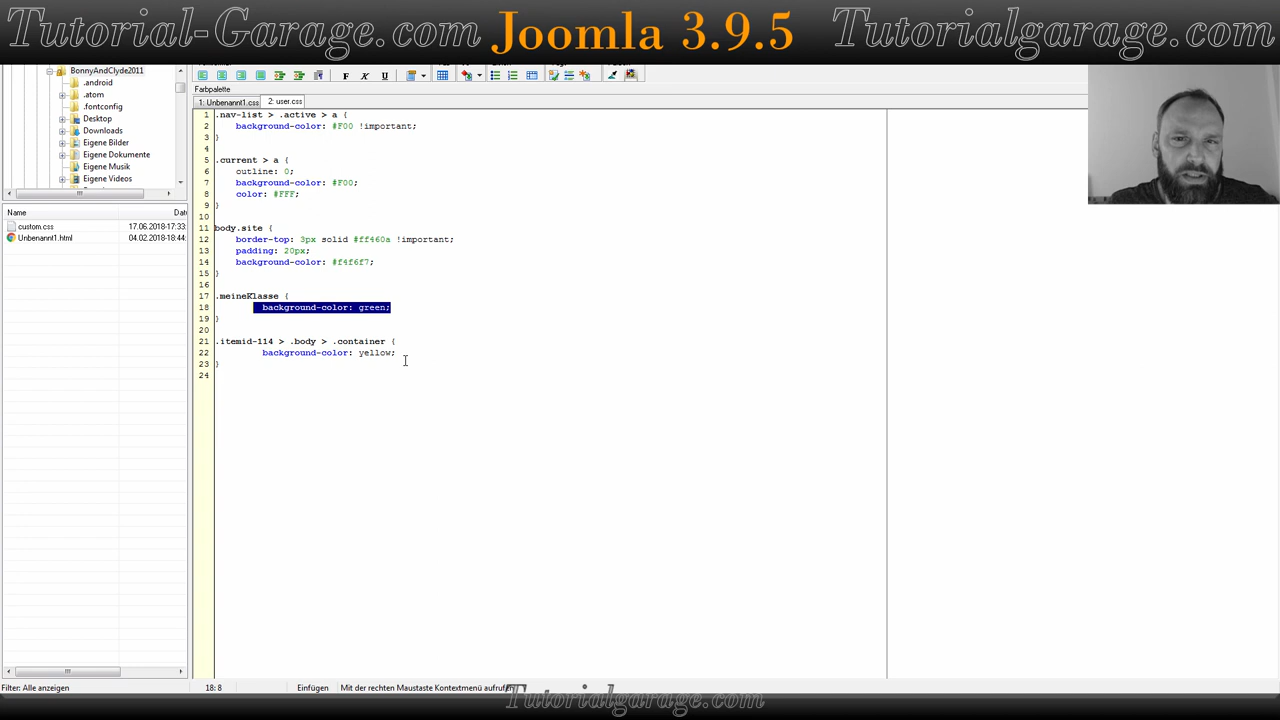 Tutorial-Garage.com
Joomla 3.9.5
Tutorialgarage.com
BonnyAndClyde2011
.android
.atom
.fontconfig
Desktop
Downloads
Eigene Bilder
Eigene Dokumente
Eigene Musik
Eigene Videos
Name
Datu
custom.css
17.06.2018-17:33:
Unbenannt1.html
04.02.2018-18:44:
F
K
U
Farbpalette
1: Unbenannt1.css
2: user.css
1 .nav-list > .active > a {
2 background-color: #F00 !important;
3 }
4
5 .current > a {
6 outline: 0;
7 background-color: #F00;
8 color: #FFF;
9 }
10
11 body.site {
12 border-top: 3px solid #ff460a !important;
13 padding: 20px;
14 background-color: #f4f6f7;
15 }
16
17 .meineKlasse {
18 background-color: green;
19 }
20
21 .itemid-114 > .body > .container {
22 background-color: yellow;
23 }
24
Filter: Alle anzeigen
18: 8
Einfügen
Mit der rechten Maustaste Kontextmenü aufrufen
Tutorialgarage.com